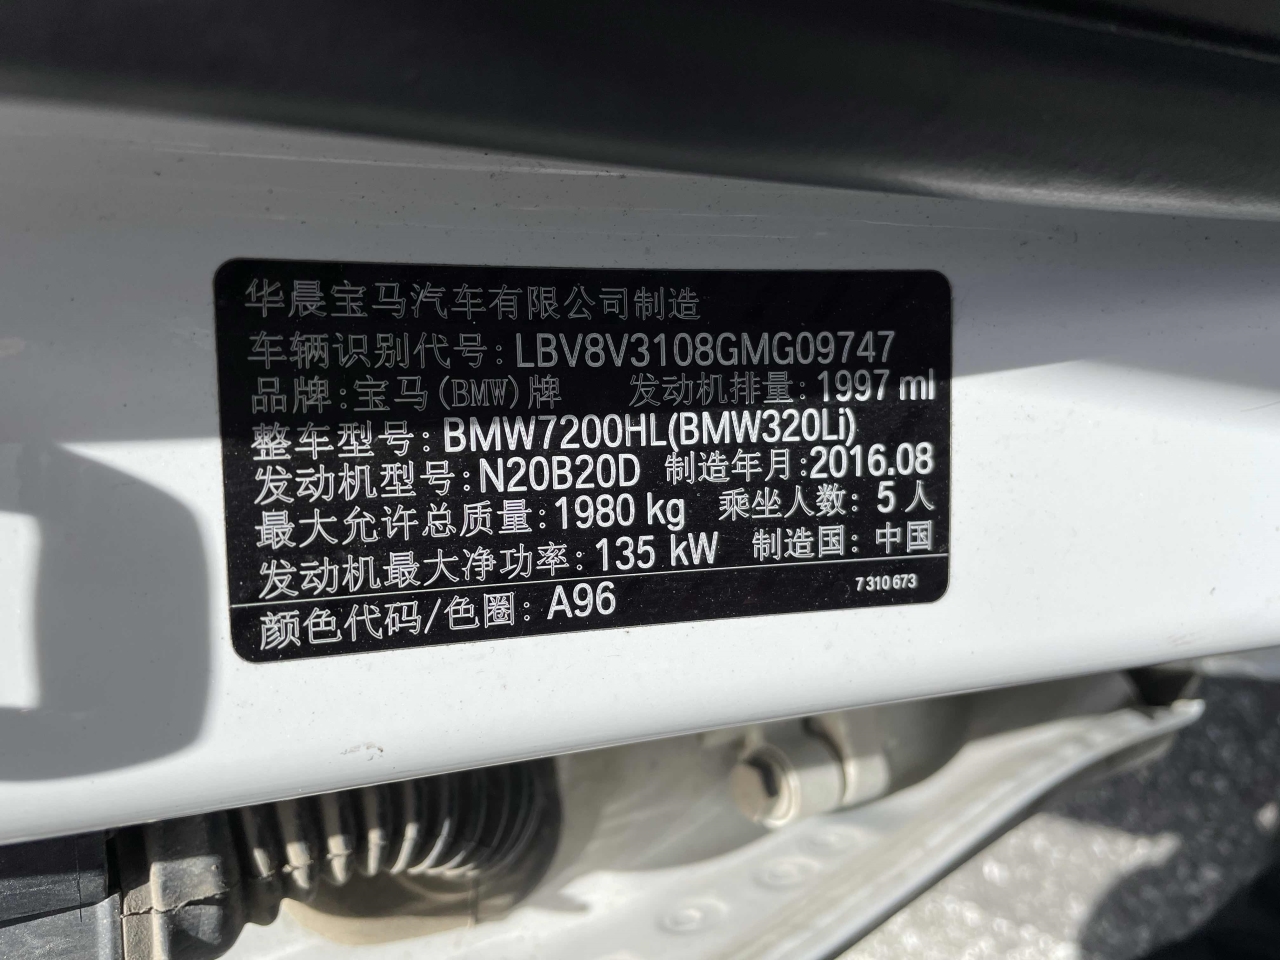 华晨宝马汽车有限公司制造
车辆识别代号: LBV8V3108GMG09747
品牌:宝马(BMW)牌 发动机排量: 1997 ml
整车型号: BMW7200HL(BMW320Li)
发动机型号: N20B20D 制造年月:2016.08
最大允许总质量: 1980 kg 乘坐人数: 5 人
发动机最大净功率: 135 kW 制造国: 中国
7 310 673
颜色代码/色圈: A96